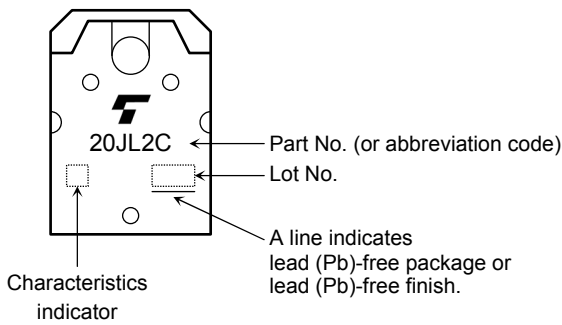 20JL2C
Part No. (or abbreviation code)
Lot No.
A line indicates
lead (Pb)-free package or
lead (Pb)-free finish.
Characteristics
indicator